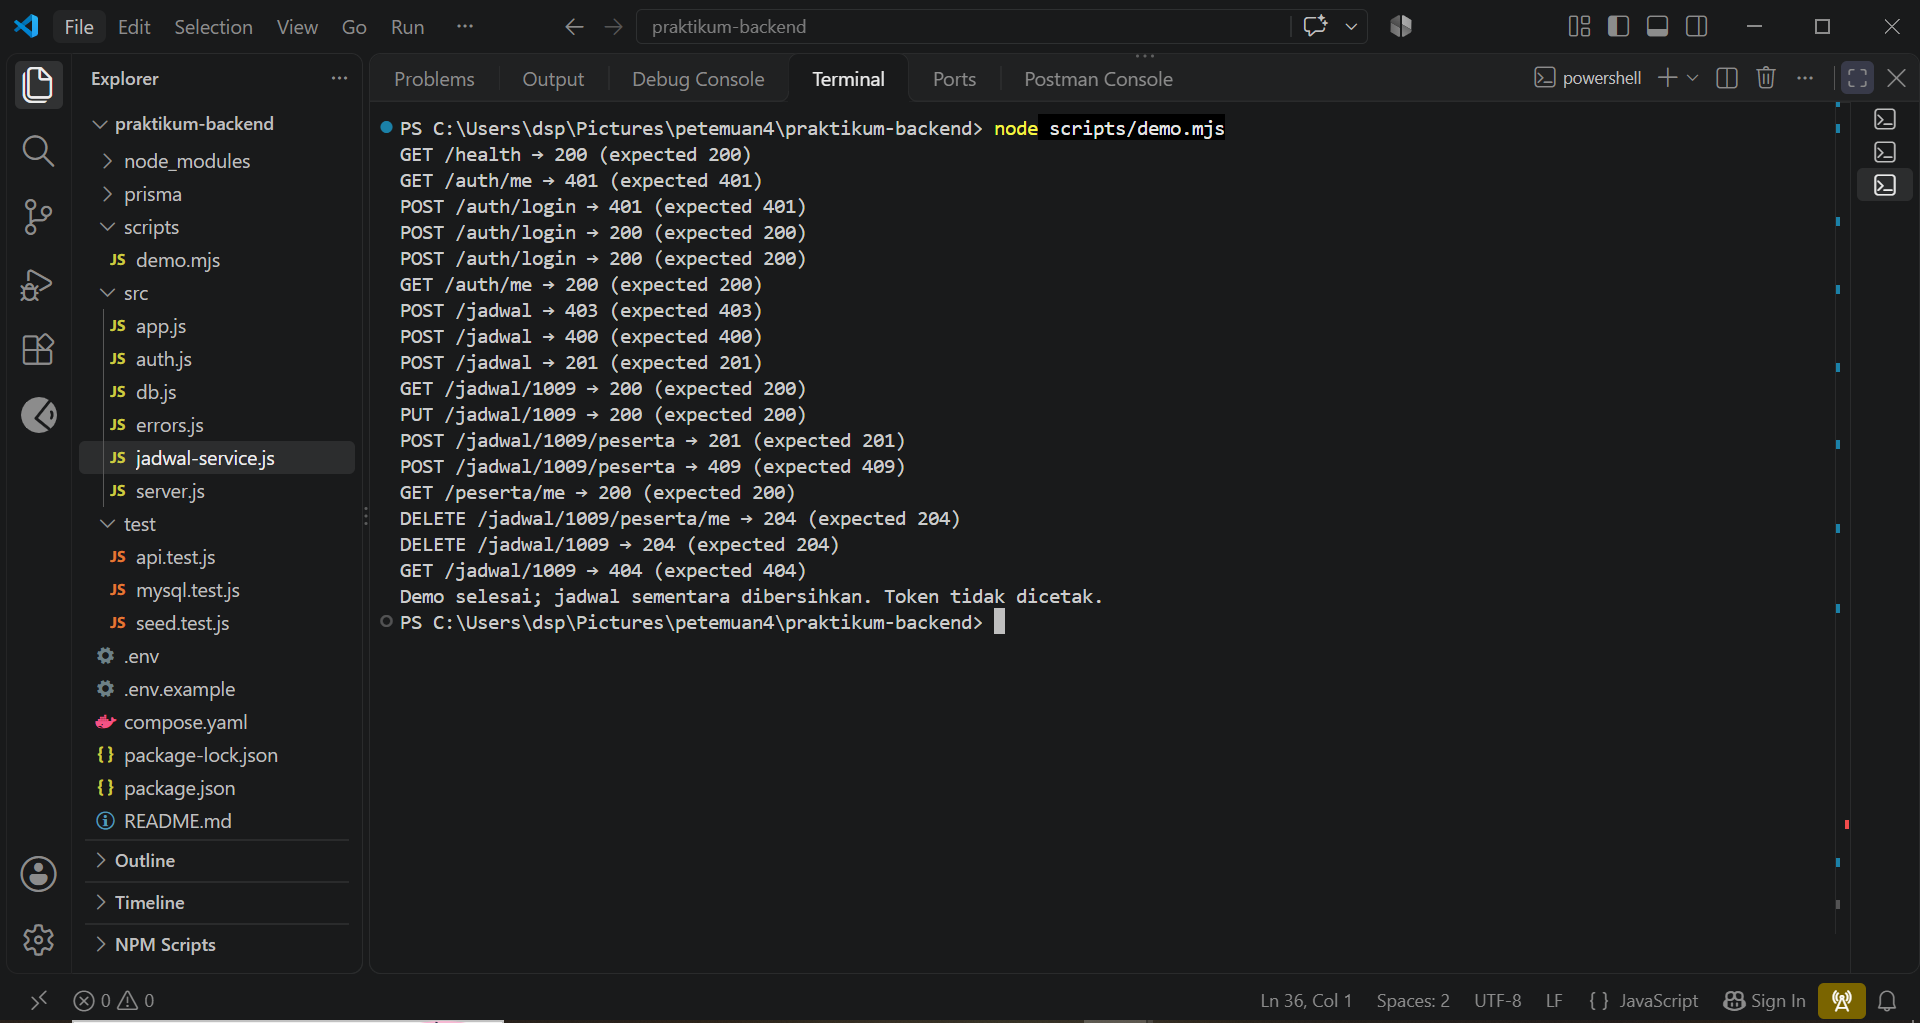 File Edit Selection View Go Run ··· praktikum-backend
Explorer ···
praktikum-backend
node_modules
prisma
scripts
JS demo.mjs
src
JS app.js
JS auth.js
JS db.js
JS errors.js
JS jadwal-service.js
JS server.js
test
JS api.test.js
JS mysql.test.js
JS seed.test.js
.env
.env.example
compose.yaml
{} package-lock.json
{} package.json
README.md
Outline
Timeline
NPM Scripts
Problems Output Debug Console Terminal Ports Postman Console powershell
PS C:\Users\dsp\Pictures\petemuan4\praktikum-backend> node scripts/demo.mjs
GET /health → 200 (expected 200)
GET /auth/me → 401 (expected 401)
POST /auth/login → 401 (expected 401)
POST /auth/login → 200 (expected 200)
POST /auth/login → 200 (expected 200)
GET /auth/me → 200 (expected 200)
POST /jadwal → 403 (expected 403)
POST /jadwal → 400 (expected 400)
POST /jadwal → 201 (expected 201)
GET /jadwal/1009 → 200 (expected 200)
PUT /jadwal/1009 → 200 (expected 200)
POST /jadwal/1009/peserta → 201 (expected 201)
POST /jadwal/1009/peserta → 409 (expected 409)
GET /peserta/me → 200 (expected 200)
DELETE /jadwal/1009/peserta/me → 204 (expected 204)
DELETE /jadwal/1009 → 204 (expected 204)
GET /jadwal/1009 → 404 (expected 404)
Demo selesai; jadwal sementara dibersihkan. Token tidak dicetak.
PS C:\Users\dsp\Pictures\petemuan4\praktikum-backend>
0 0 Ln 36, Col 1 Spaces: 2 UTF-8 LF {} JavaScript Sign In